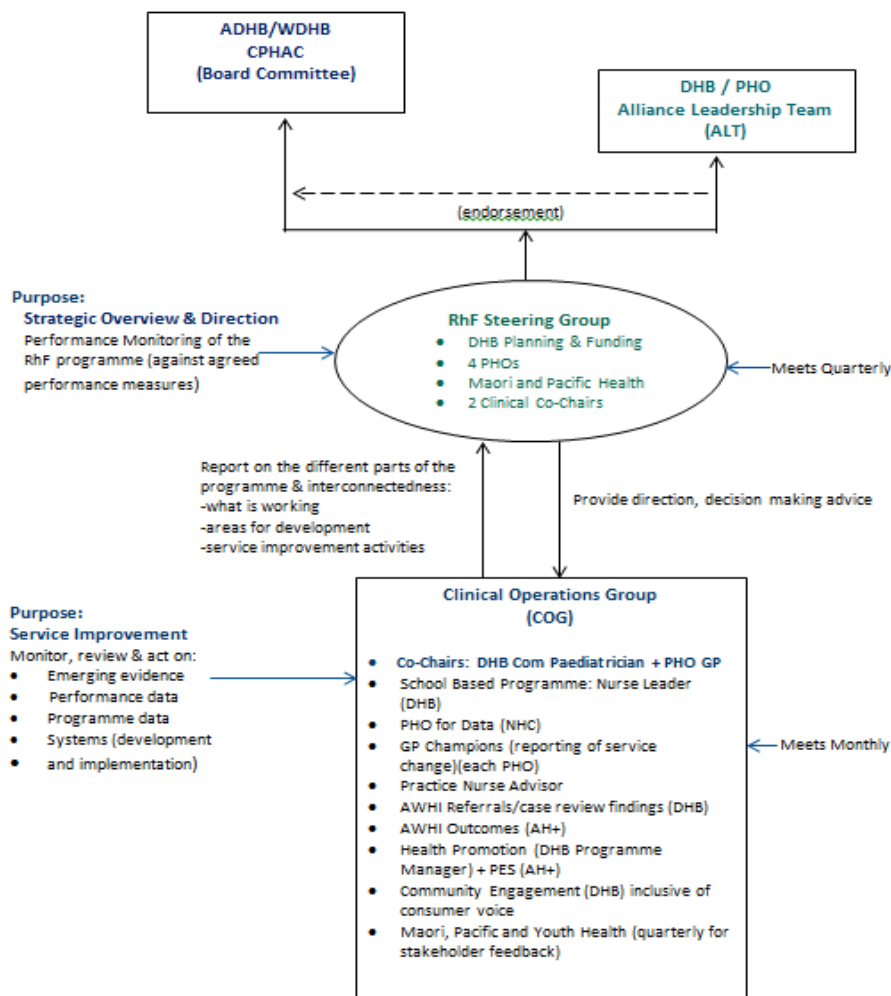 ADHB/WDHB
CPHAC
(Board Committee)
DHB / PHO
Alliance Leadership Team
(ALT)
(endorsement)
Purpose:
Strategic Overview & Direction
Performance Monitoring of the
RhF programme (against agreed
performance measures)
RhF Steering Group
• DHB Planning & Funding
• 4 PHOs
• Maori and Pacific Health
• 2 Clinical Co-Chairs
Meets Quarterly
Report on the different parts of the
programme & interconnectedness:
-what is working
-areas for development
-service improvement activities
Provide direction, decision making advice
Purpose:
Service Improvement
Monitor, review & act on:
• Emerging evidence
• Performance data
• Programme data
• Systems (development
• and implementation)
Clinical Operations Group
(COG)
• Co-Chairs: DHB Com Paediatrician + PHO GP
• School Based Programme: Nurse Leader
(DHB)
• PHO for Data (NHC)
• GP Champions (reporting of service
change)(each PHO)
• Practice Nurse Advisor
• AWHI Referrals/case review findings (DHB)
• AWHI Outcomes (AH+)
• Health Promotion (DHB Programme
Manager) + PES (AH+)
• Community Engagement (DHB) inclusive of
consumer voice
• Maori, Pacific and Youth Health (quarterly for
stakeholder feedback)
Meets Monthly